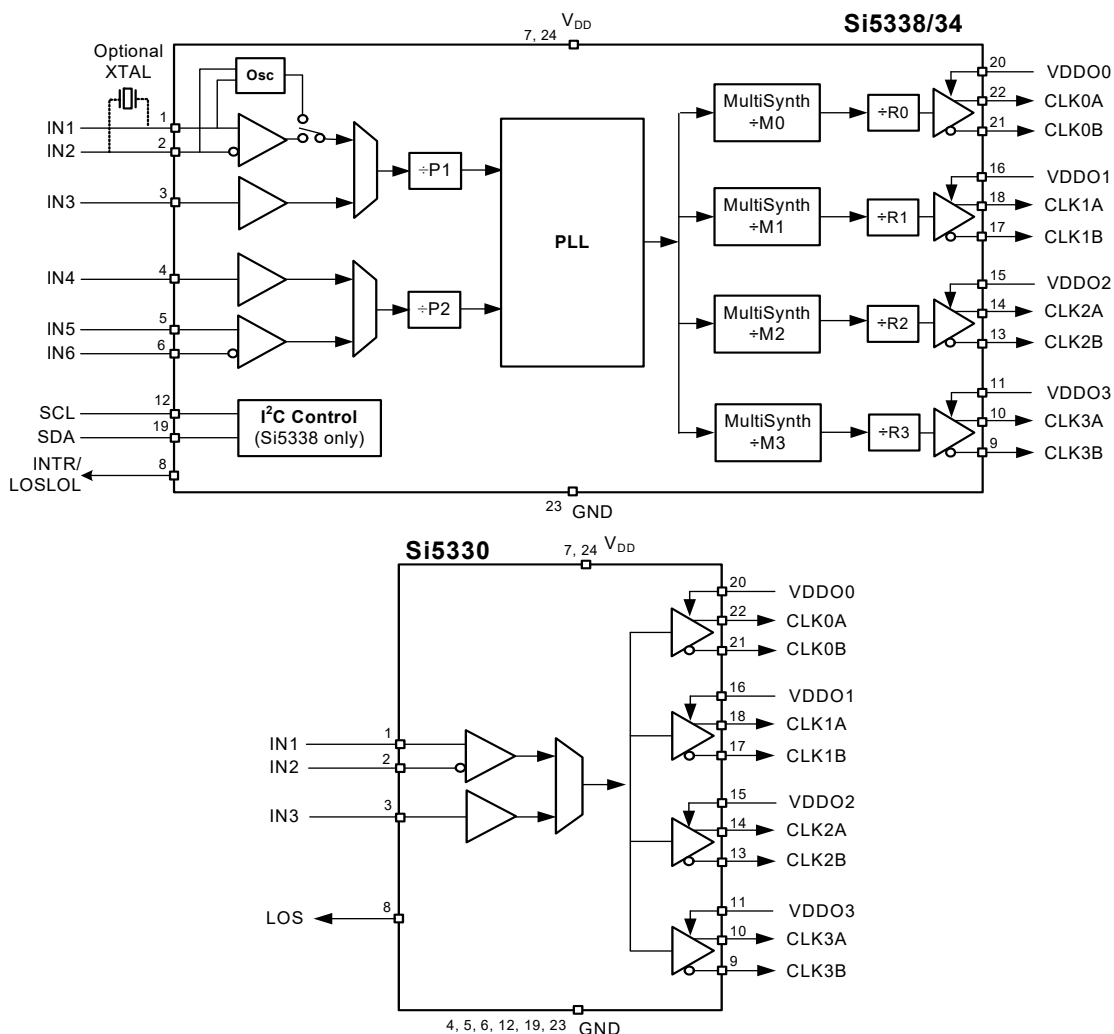 Si5338/34
VDD
7, 24
Optional
XTAL
Osc
IN1
1
IN2
2
IN3
3
IN4
4
IN5
5
IN6
6
÷P1
÷P2
PLL
SCL
12
SDA
19
I²C Control
(Si5338 only)
INTR/
LOSLOL
8
MultiSynth
÷M0
÷R0
20
VDDO0
22
CLK0A
21
CLK0B
MultiSynth
÷M1
÷R1
16
VDDO1
18
CLK1A
17
CLK1B
MultiSynth
÷M2
÷R2
15
VDDO2
14
CLK2A
13
CLK2B
MultiSynth
÷M3
÷R3
11
VDDO3
10
CLK3A
9
CLK3B
23 GND
Si5330
7, 24 VDD
IN1
1
IN2
2
IN3
3
LOS
8
20
VDDO0
22
CLK0A
21
CLK0B
16
VDDO1
18
CLK1A
17
CLK1B
15
VDDO2
14
CLK2A
13
CLK2B
11
VDDO3
10
CLK3A
9
CLK3B
4, 5, 6, 12, 19, 23 GND